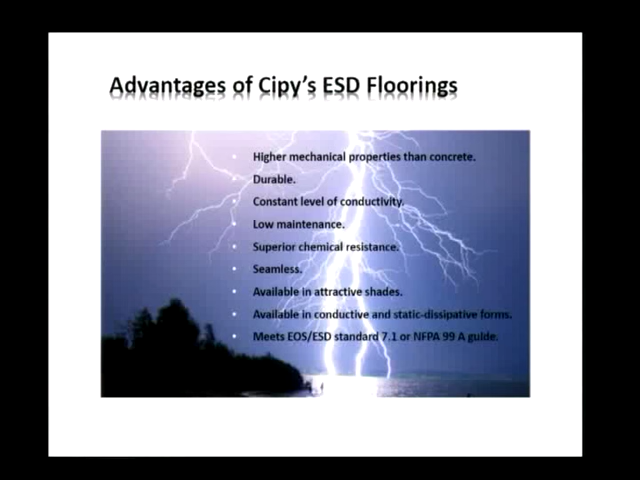 Advantages of Cipy's ESD Floorings
Higher mechanical properties than concrete.
Durable.
Constant level of conductivity.
Low maintenance.
Superior chemical resistance.
Seamless.
Available in attractive shades.
Available in conductive and static-dissipative forms.
Meets EOS/ESD standard 7.1 or NFPA 99 A guide.